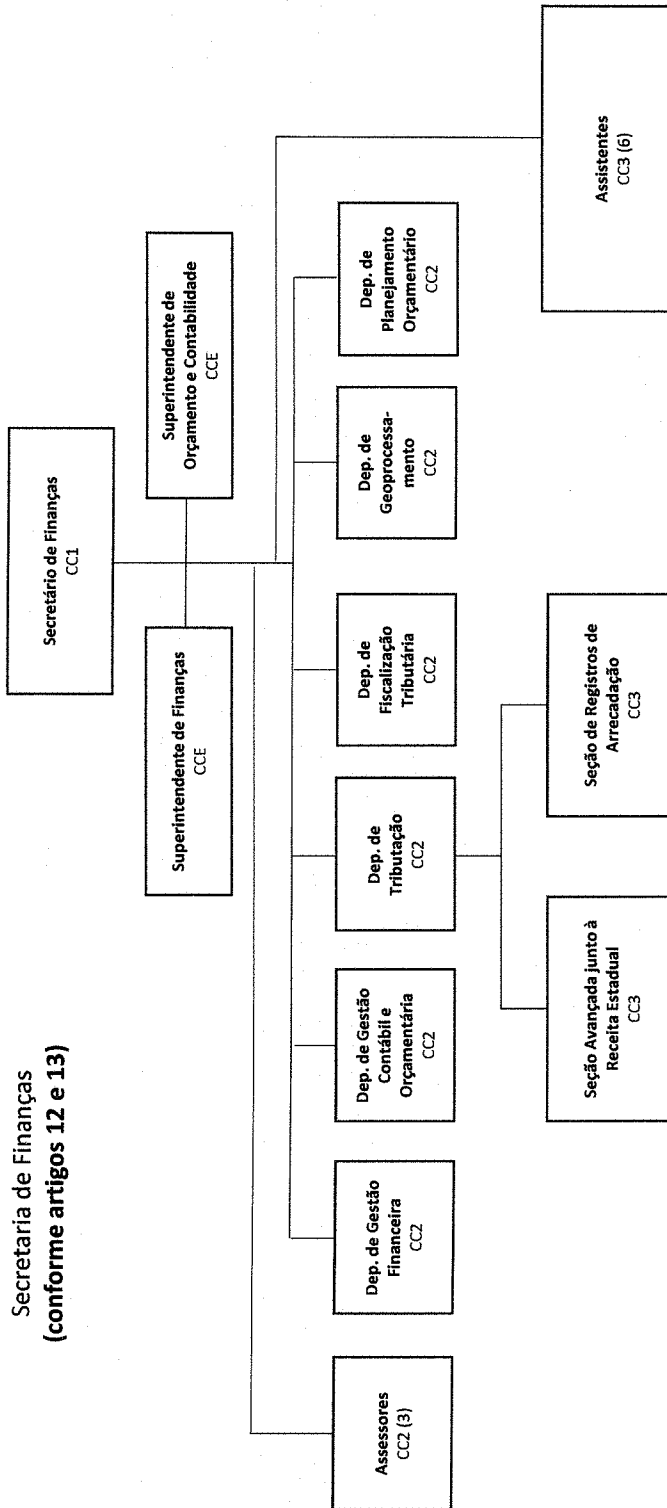 Secretaria de Finanças
(conforme artigos 12 e 13)
Secretário de Finanças
CC1
Superintendente de Finanças
CCE
Superintendente de
Orçamento e Contabilidade
CCE
Assessores
CC2 (3)
Dep. de Gestão
Financeira
CC2
Dep. de Gestão
Contábil e
Orçamentária
CC2
Dep. de
Tributação
CC2
Dep. de
Fiscalização
Tributária
CC2
Dep. de
Geoprocessa-
mento
CC2
Dep. de
Planejamento
Orçamentário
CC2
Seção Avançada junto à
Receita Estadual
CC3
Seção de Registros de
Arrecadação
CC3
Assistentes
CC3 (6)